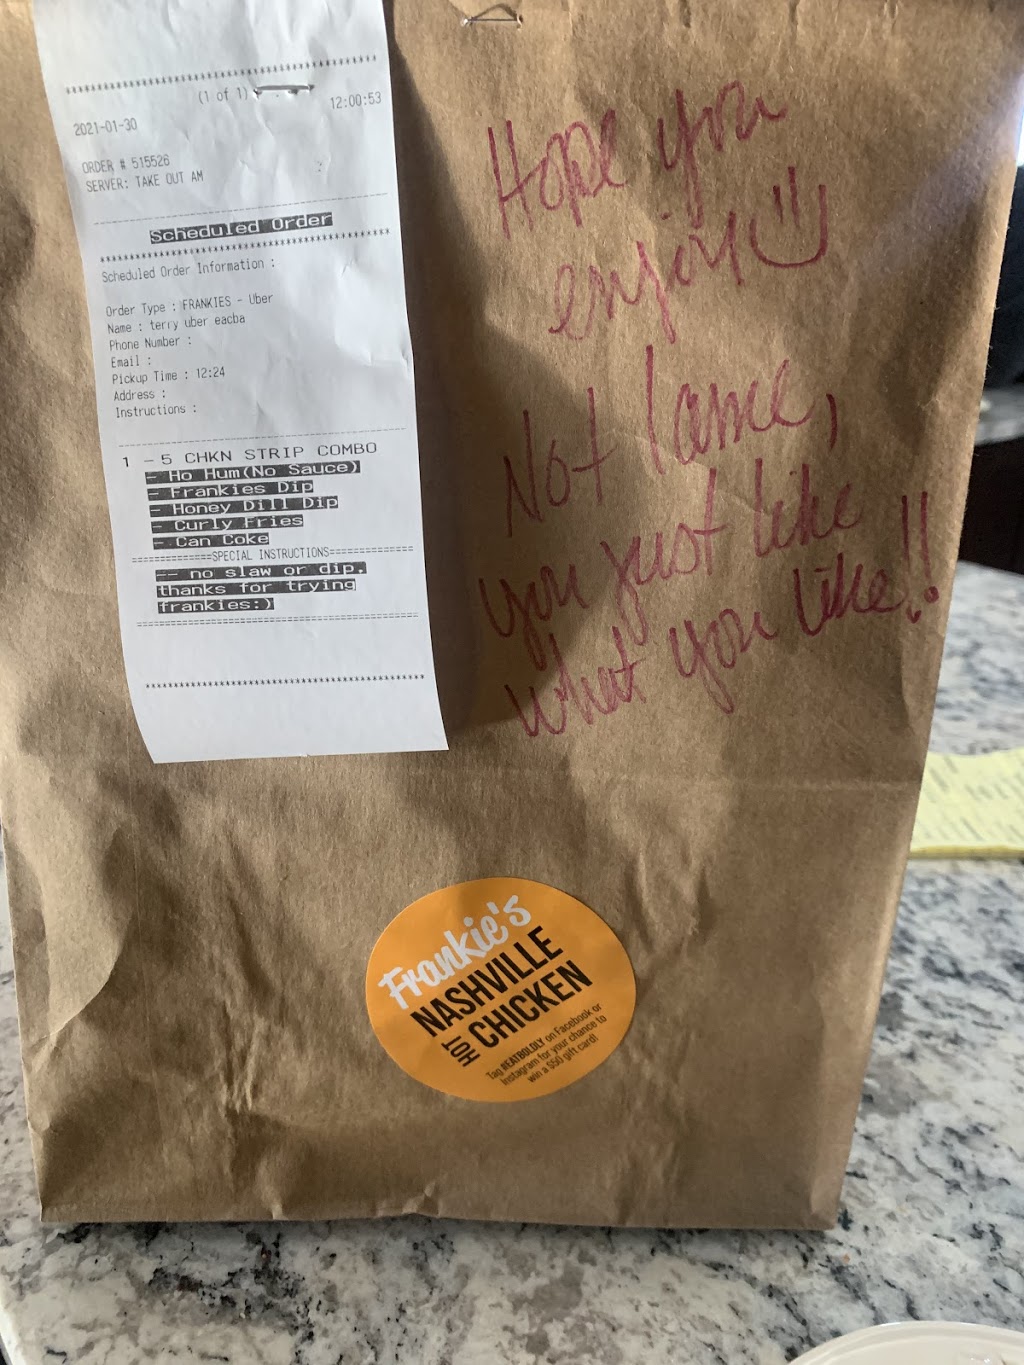 ************************************************
(1 of 1)
2021-01-30 12:00:53
ORDER # 515526
SERVER: TAKE OUT AM
Scheduled Order
************************************************
Scheduled Order Information :
Order Type : FRANKIES - Uber
Name : terry uber eacba
Phone Number :
Email :
Pickup Time : 12:24
Address :
Instructions :
1 - 5 CHKN STRIP COMBO
- Ho Hum(No Sauce)
- Frankies Dip
- Honey Dill Dip
- Curly Fries
- Can Coke
=============SPECIAL INSTRUCTIONS=============
-- no slaw or dip.
thanks for trying
frankies:)
==============================================
************************************************
Hope you
enjoy :)
Not lame,
you just like
what you like!!
Frankie's
NASHVILLE
HOT CHICKEN
Tag #EATBOLDLY on Facebook or
Instagram for your chance to
win a $50 gift card!